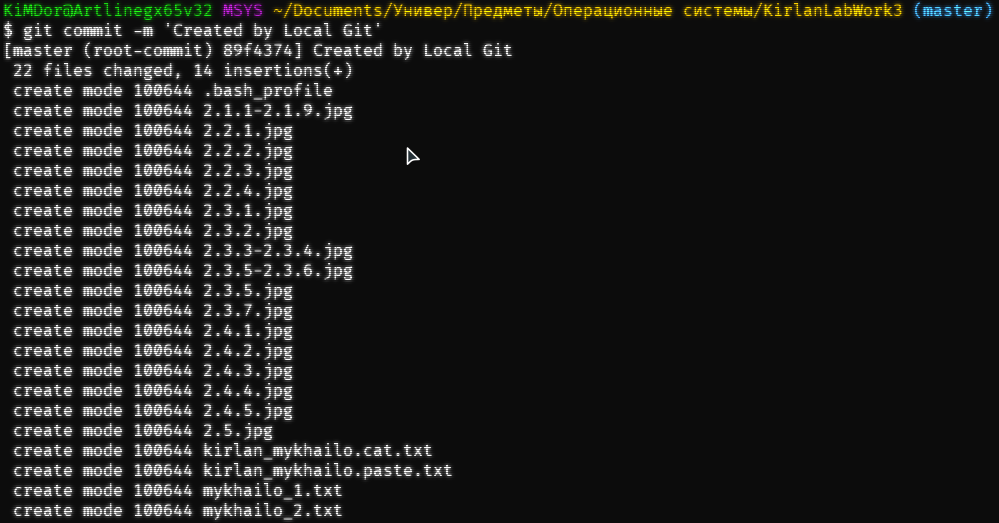 KiMDor@Artlinegx65v32 MSYS ~/Documents/Универ/Предметы/Операционные системы/KirlanLabWork3 (master)
$ git commit -m 'Created by Local Git'
[master (root-commit) 89f4374] Created by Local Git
 22 files changed, 14 insertions(+)
 create mode 100644 .bash_profile
 create mode 100644 2.1.1-2.1.9.jpg
 create mode 100644 2.2.1.jpg
 create mode 100644 2.2.2.jpg
 create mode 100644 2.2.3.jpg
 create mode 100644 2.2.4.jpg
 create mode 100644 2.3.1.jpg
 create mode 100644 2.3.2.jpg
 create mode 100644 2.3.3-2.3.4.jpg
 create mode 100644 2.3.5-2.3.6.jpg
 create mode 100644 2.3.5.jpg
 create mode 100644 2.3.7.jpg
 create mode 100644 2.4.1.jpg
 create mode 100644 2.4.2.jpg
 create mode 100644 2.4.3.jpg
 create mode 100644 2.4.4.jpg
 create mode 100644 2.4.5.jpg
 create mode 100644 2.5.jpg
 create mode 100644 kirlan_mykhailo.cat.txt
 create mode 100644 kirlan_mykhailo.paste.txt
 create mode 100644 mykhailo_1.txt
 create mode 100644 mykhailo_2.txt